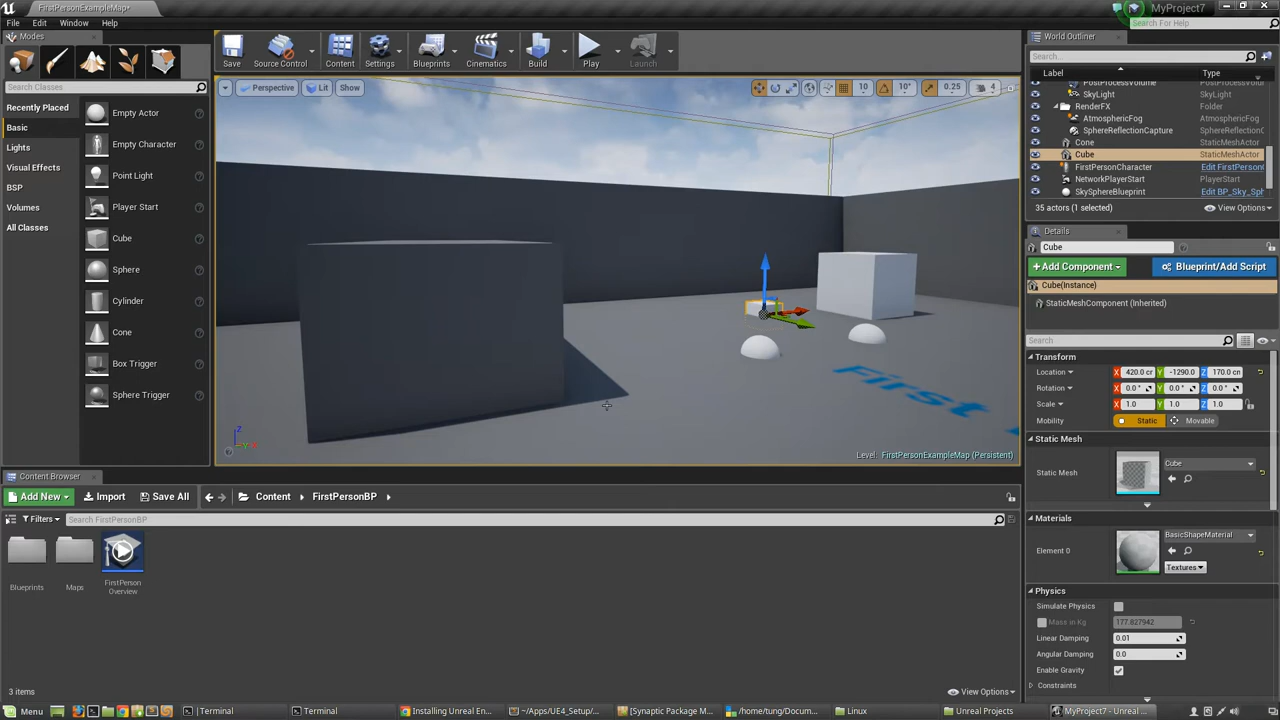 FirstPersonExampleMap*
MyProject7
File Edit Window Help
Search For Help
Modes
Search Classes
Recently Placed
Basic
Lights
Visual Effects
BSP
Volumes
All Classes
Empty Actor
Empty Character
Point Light
Player Start
Cube
Sphere
Cylinder
Cone
Box Trigger
Sphere Trigger
Save Source Control Content Settings Blueprints Cinematics Build Play Launch
Perspective Lit Show
10 10° 0.25 4
First
Level: FirstPersonExampleMap (Persistent)
World Outliner
Search...
Label Type
PostProcessVolume PostProcessVolume
SkyLight SkyLight
RenderFX Folder
AtmosphericFog AtmosphericFog
SphereReflectionCapture SphereReflectionC
Cone StaticMeshActor
Cube StaticMeshActor
FirstPersonCharacter Edit FirstPerson
NetworkPlayerStart PlayerStart
SkySphereBlueprint Edit BP_Sky_Sph
35 actors (1 selected) View Options
Details
Cube
+Add Component Blueprint/Add Script
Cube(Instance)
StaticMeshComponent (Inherited)
Search
Transform
Location X 420.0 cr Y -1290.0 Z 170.0 cn
Rotation X 0.0° Y 0.0° Z 0.0°
Scale X 1.0 Y 1.0 Z 1.0
Mobility Static Movable
Static Mesh
Static Mesh Cube
Materials
Element 0 BasicShapeMaterial
Textures
Physics
Simulate Physics
Mass in Kg 177.827942
Linear Damping 0.01
Angular Damping 0.0
Enable Gravity
Constraints
Content Browser
Add New Import Save All Content FirstPersonBP
Filters Search FirstPersonBP
Blueprints
Maps
FirstPerson
Overview
3 items View Options
Menu Terminal Terminal Installing Unreal En... ~/Apps/UE4_Setup/... [Synaptic Package M... /home/tung/Docum... Linux Unreal Projects MyProject7 - Unreal ...